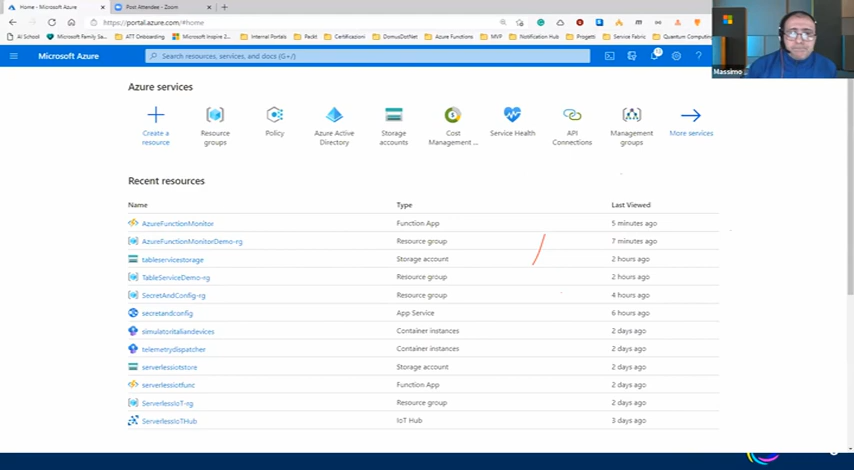 Home - Microsoft Azure
Post Attendee - Zoom
https://portal.azure.com/#home
AI School
Microsoft Family Sa...
ATT Onboarding
Microsoft Inspire 2...
Internal Portals
Packt
Certificazioni
DomusDotNet
Azure Functions
MVP
Notification Hub
Progetti
Service Fabric
Quantum Computing
Microsoft Azure
Search resources, services, and docs (G+/)
Massimo
Azure services
Create a resource
Resource groups
Policy
Azure Active Directory
Storage accounts
Cost Management ...
Service Health
API Connections
Management groups
More services
Recent resources
Name Type Last Viewed
AzureFunctionMonitor Function App 5 minutes ago
AzureFunctionMonitorDemo-rg Resource group 7 minutes ago
tableservicestorage Storage account 2 hours ago
TableServiceDemo-rg Resource group 2 hours ago
SecretAndConfig-rg Resource group 4 hours ago
secretandconfig App Service 6 hours ago
simulatoritaliandevices Container instances 2 days ago
telemetrydispatcher Container instances 2 days ago
serverlessiotstore Storage account 2 days ago
serverlessiotfunc Function App 2 days ago
ServerlessIoT-rg Resource group 2 days ago
ServerlessIoTHub IoT Hub 3 days ago